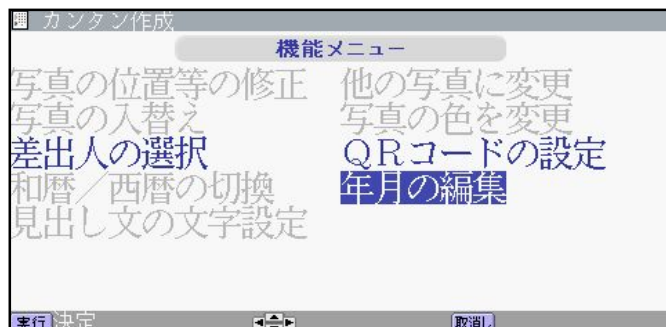 カンタン作成
機能メニュー
写真の位置等の修正 他の写真に変更
写真の入替え 写真の色を変更
差出人の選択 QRコードの設定
和暦／西暦の切換 年月の編集
見出し文の文字設定
実行 決定 取消し